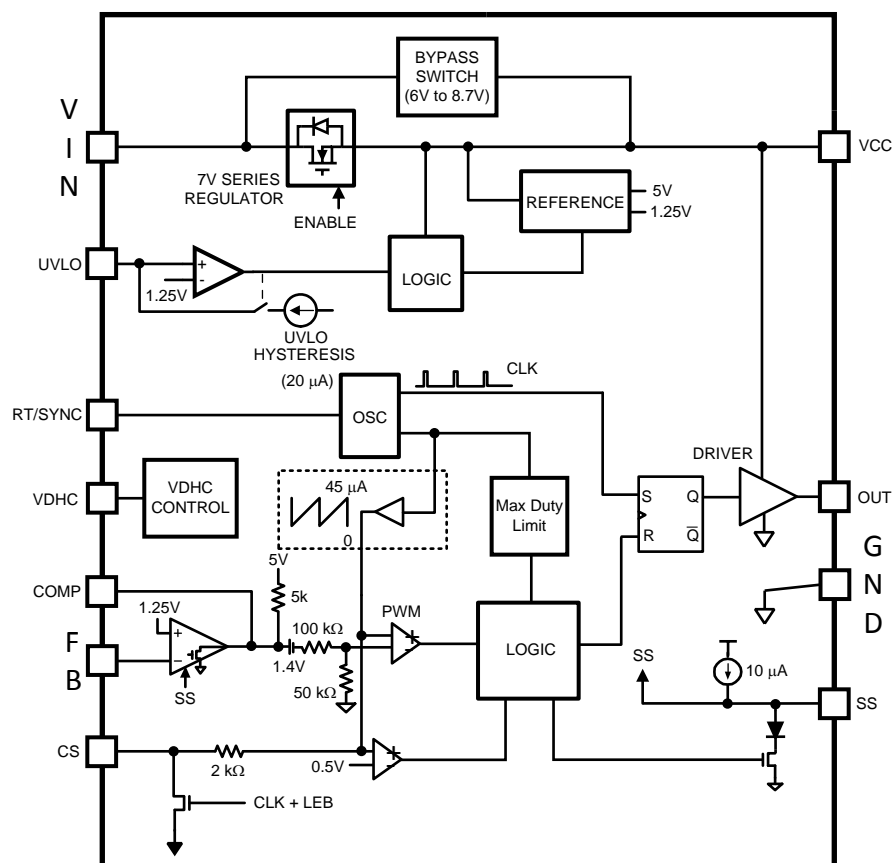 BYPASS
SWITCH
(6V to 8.7V)
V
I
N
VCC
7V SERIES
REGULATOR
ENABLE
REFERENCE
5V
1.25V
UVLO
+
-
1.25V
LOGIC
UVLO
HYSTERESIS
(20 μA)
CLK
RT/SYNC
OSC
DRIVER
VDHC
VDHC
CONTROL
45 μA
0
Max Duty
Limit
S
Q
R
Q̅
OUT
G
N
D
COMP
5V
5k
1.25V
+
-
F
B
SS
1.4V
100 kΩ
50 kΩ
PWM
+
-
LOGIC
SS
10 μA
SS
CS
2 kΩ
0.5V
+
-
CLK + LEB